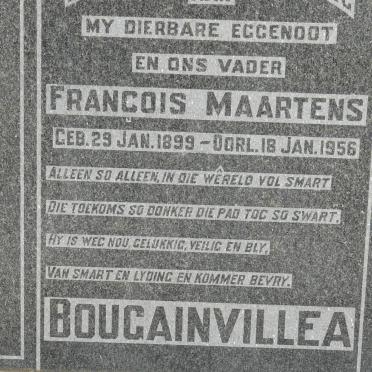 MY DIERBARE EGGENOOT
EN ONS VADER
FRANCOIS MAARTENS
GEB. 29 JAN. 1899 - OORL. 18 JAN. 1956
ALLEEN SO ALLEEN, IN DIE WÊRELD VOL SMART
DIE TOEKOMS SO DONKER DIE PAD TOG SO SWART,
HY IS WEG NOU, GELUKKIG, VEILIG EN BLY,
VAN SMART EN LYDING EN KOMMER BEVRY.
BOUGAINVILLEA